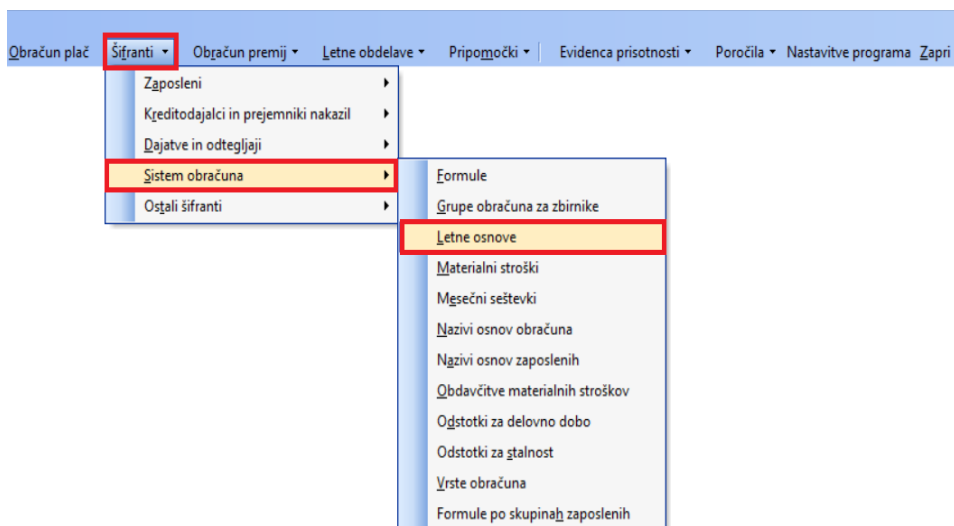 Obračun plač Šifranti Obračun premij Letne obdelave Pripomočki Evidenca prisotnosti Poročila Nastavitve programa Zapri
Zaposleni
Kreditodajalci in prejemniki nakazil
Dajatve in odtegljaji
Sistem obračuna
Ostali šifranti
Formule
Grupe obračuna za zbirnike
Letne osnove
Materialni stroški
Mesečni seštevki
Nazivi osnov obračuna
Nazivi osnov zaposlenih
Obdavčitve materialnih stroškov
Odstotki za delovno dobo
Odstotki za stalnost
Vrste obračuna
Formule po skupinah zaposlenih